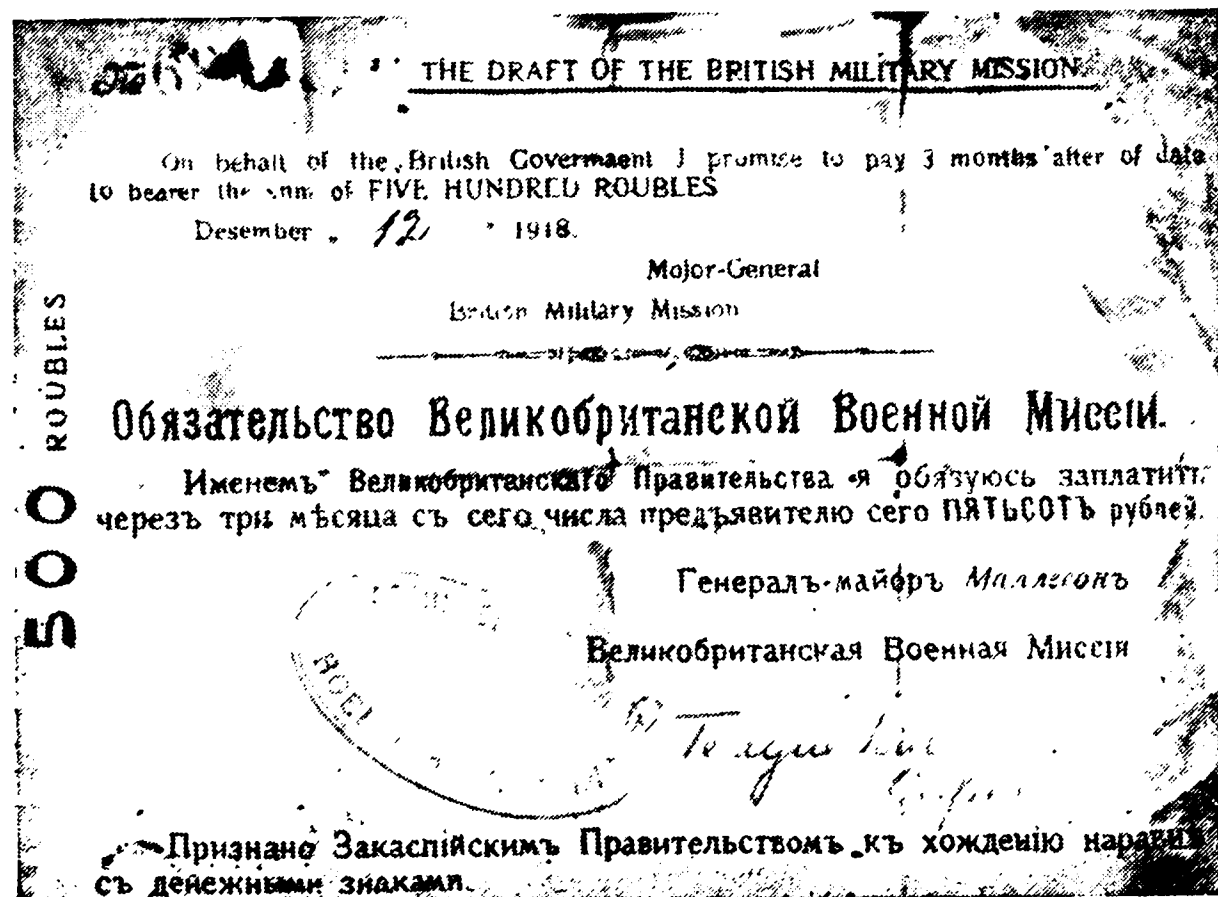 №
THE DRAFT OF THE BRITISH MILITARY MISSION
On behalf of the British Govermaent I promise to pay 3 months after of data
to bearer the sum of FIVE HUNDRED ROUBLES
Desember „ 12 " 1918.
Mojor-General
British Military Mission
500 ROUBLES
Обязательство Великобританской Военной Миссіи.
Именемъ Великобританскаго Правительства я обязуюсь заплатить
черезъ три мѣсяца съ сего числа предъявителю сего ПЯТЬСОТЪ рублей.
Генералъ-майоръ Маллесонъ
Великобританская Военная Миссія
Признано Закаспійскимъ Правительствомъ къ хожденію наравнѣ
съ денежными знаками.